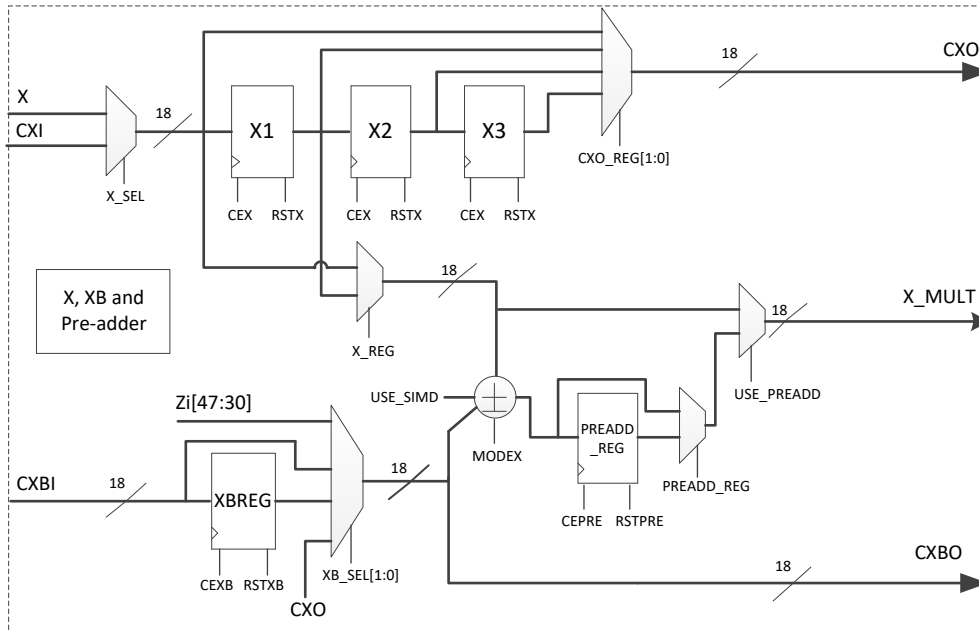 CXO
18
X
18
CXI
X1
X2
X3
CXO_REG[1:0]
X_SEL
CEX
RSTX
CEX
RSTX
CEX
RSTX
18
X, XB and
Pre-adder
X_MULT
18
X_REG
USE_PREADD
USE_SIMD
Zi[47:30]
PREADD
_REG
MODEX
18
PREADD_REG
CXBI
18
XBREG
CEPRE
RSTPRE
CXBO
CEXB
RSTXB
XB_SEL[1:0]
18
CXO